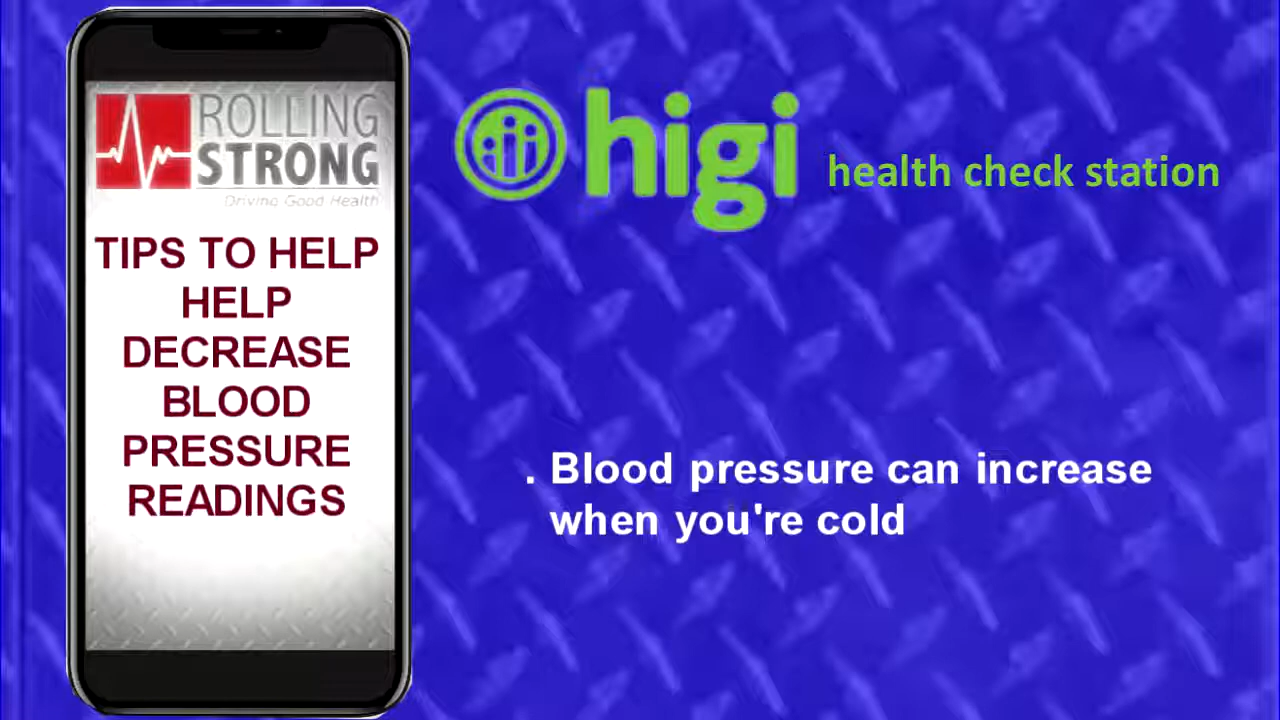 ROLLING
STRONG
Driving Good Health
TIPS TO HELP
HELP
DECREASE
BLOOD
PRESSURE
READINGS
higi health check station
. Blood pressure can increase
when you're cold